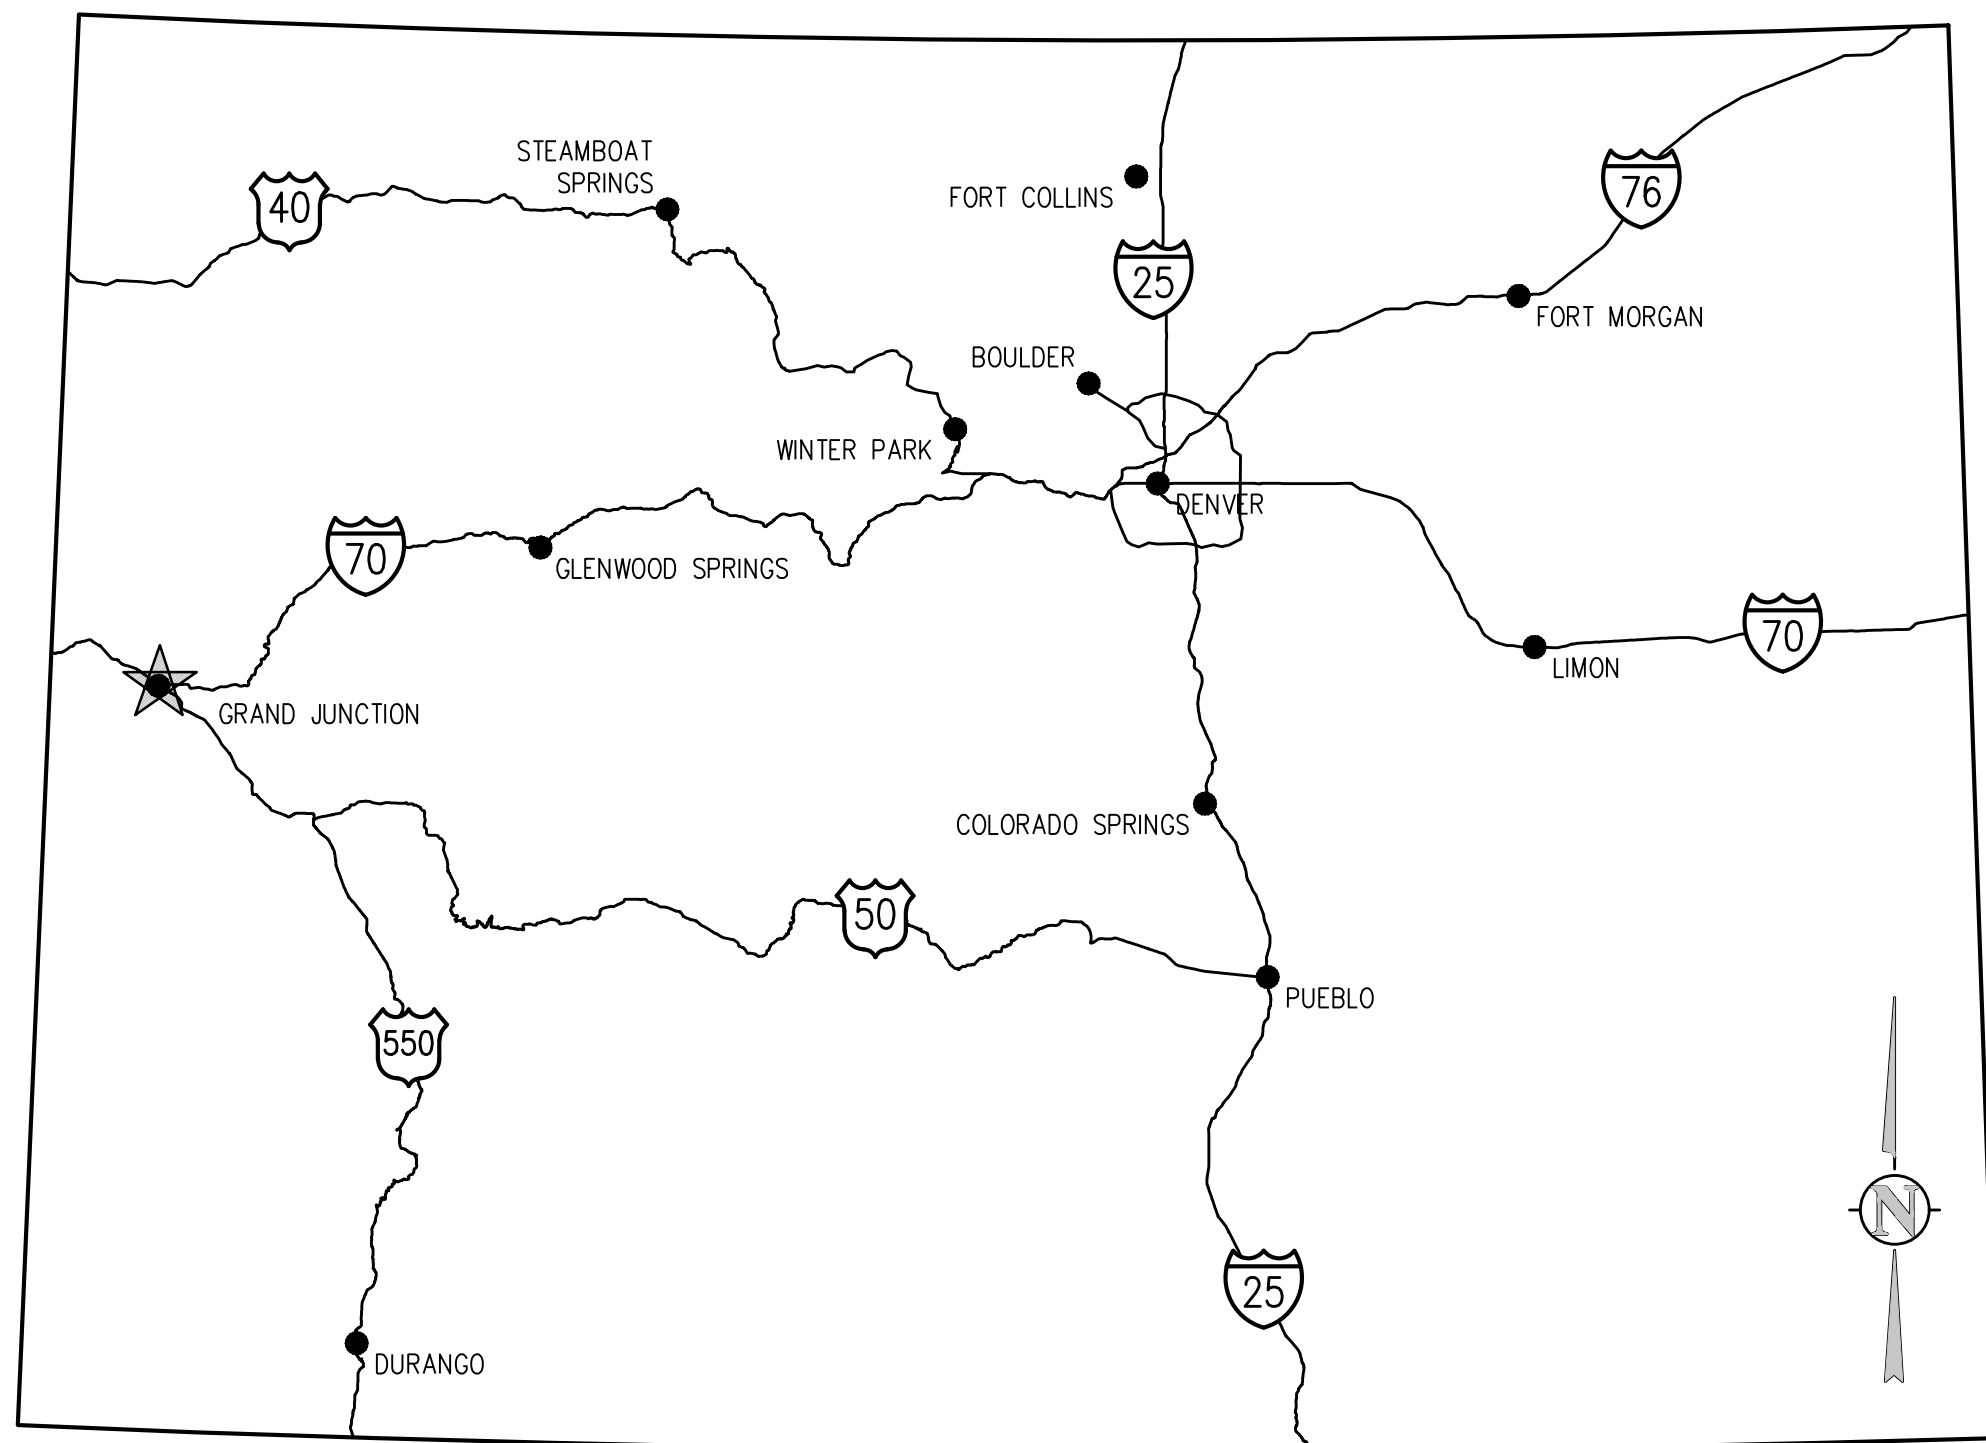 STEAMBOAT
SPRINGS
40
FORT COLLINS
76
25
FORT MORGAN
BOULDER
WINTER PARK
DENVER
70
GLENWOOD SPRINGS
70
LIMON
GRAND JUNCTION
COLORADO SPRINGS
50
PUEBLO
550
N
25
DURANGO